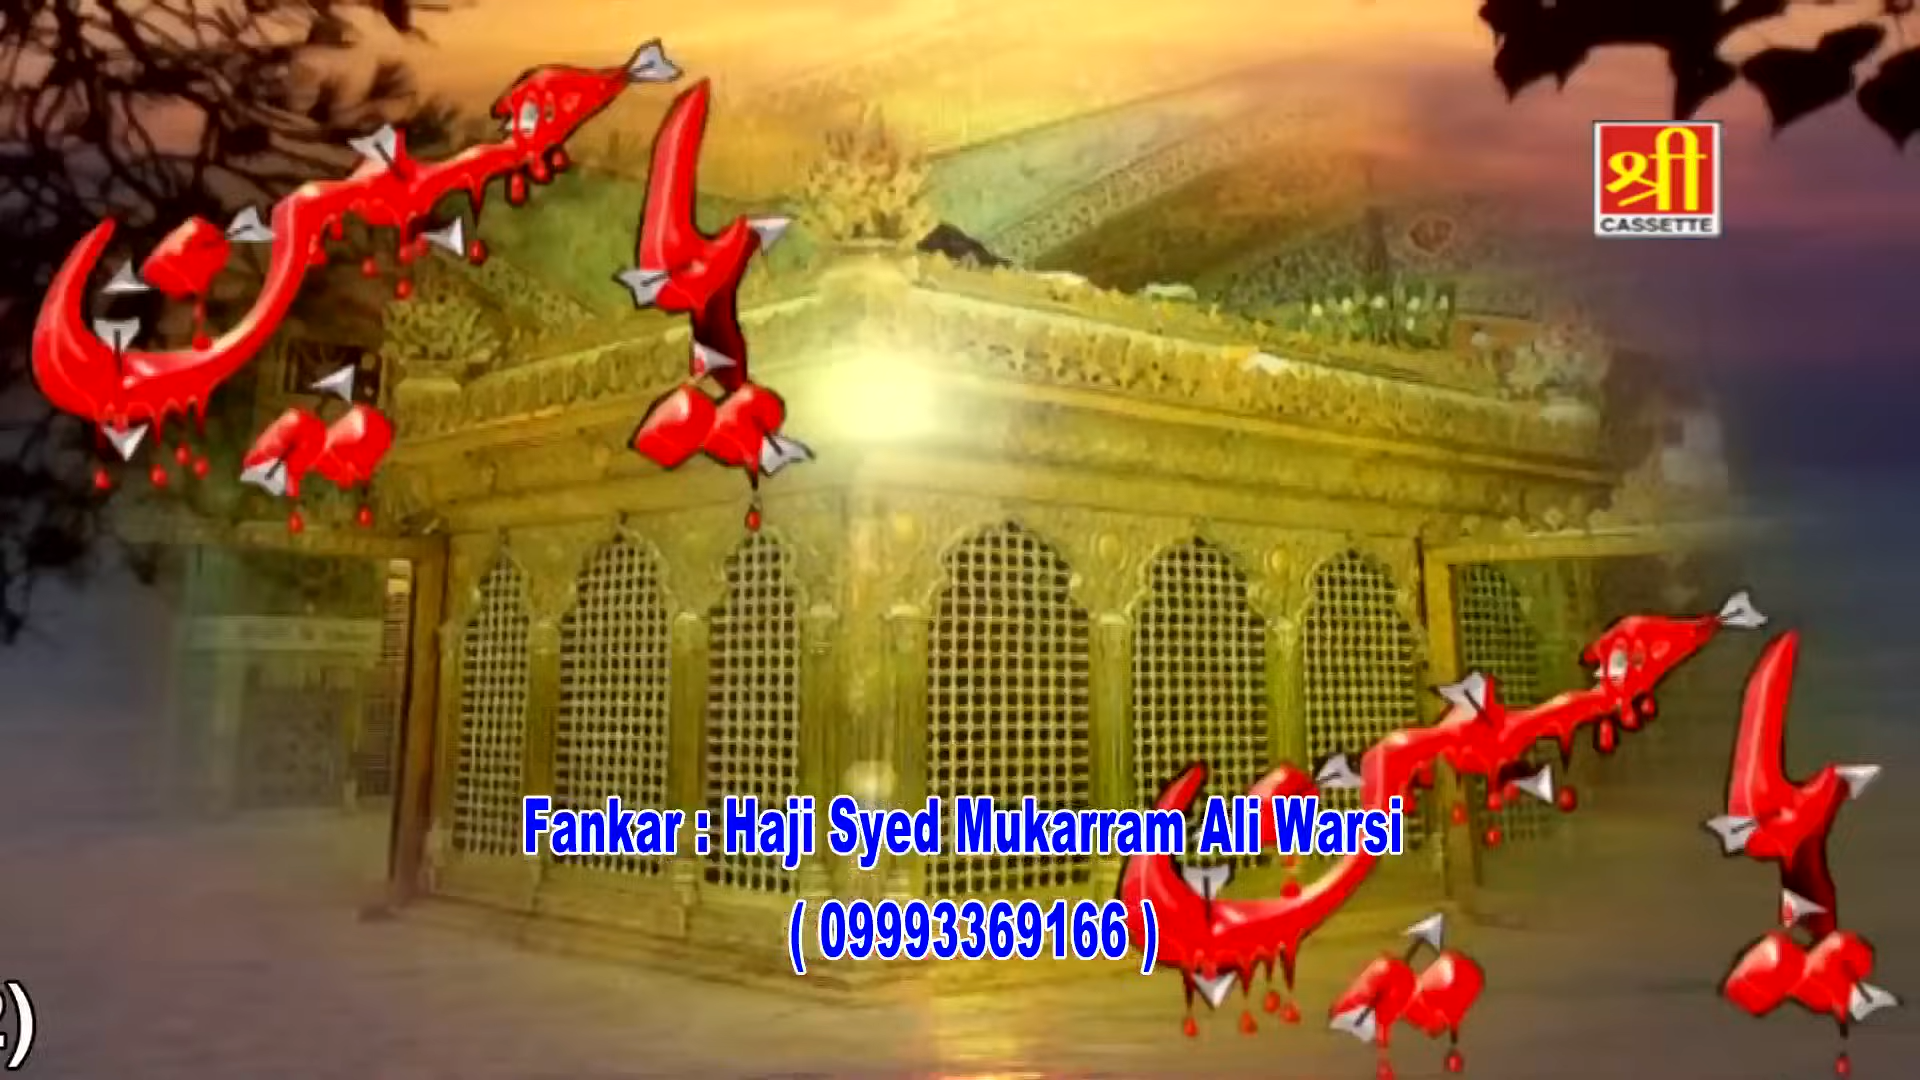 یا حسین
श्री
CASSETTE
Fankar : Haji Syed Mukarram Ali Warsi
( 09993369166 )
یا حسین
)